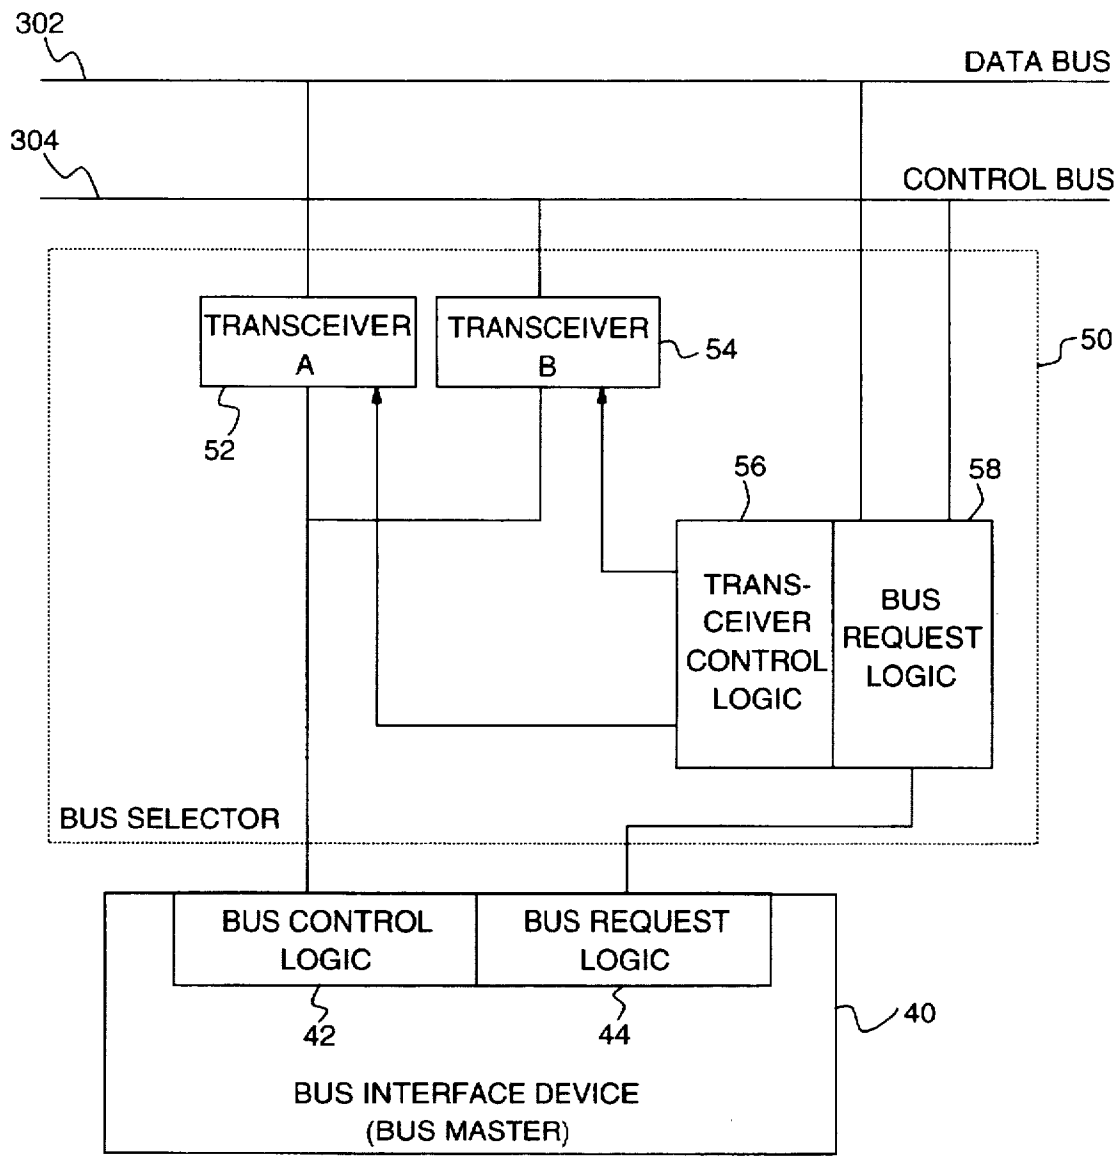 302
DATA BUS
304
CONTROL BUS
TRANSCEIVER
A
TRANSCEIVER
B
54
50
52
56
58
TRANS-
CEIVER
CONTROL
LOGIC
BUS
REQUEST
LOGIC
BUS SELECTOR
BUS CONTROL
LOGIC
BUS REQUEST
LOGIC
42
44
40
BUS INTERFACE DEVICE
(BUS MASTER)